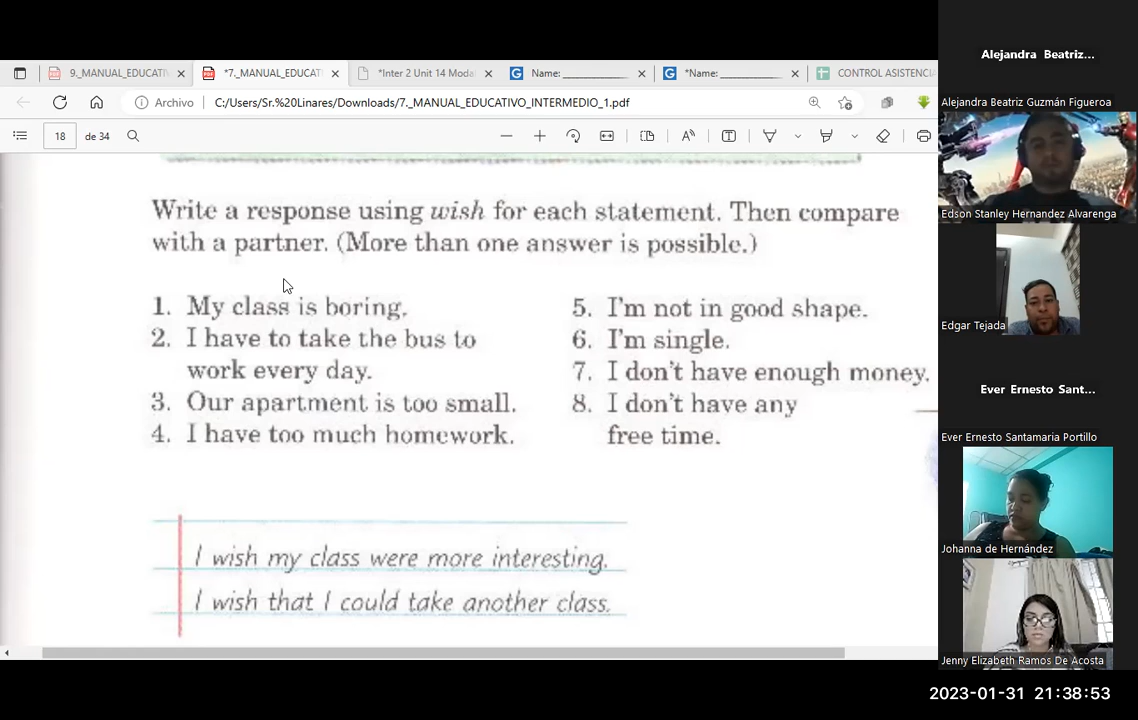 9._MANUAL_EDUCATI
*7._MANUAL_EDUCAT
*Inter 2 Unit 14 Moda
Name: ____________
*Name: ____________
CONTROL ASISTENCIA
Archivo
C:/Users/Sr.%20Linares/Downloads/7._MANUAL_EDUCATIVO_INTERMEDIO_1.pdf
18 de 34
Write a response using wish for each statement. Then compare
with a partner. (More than one answer is possible.)
1. My class is boring.
2. I have to take the bus to
work every day.
3. Our apartment is too small.
4. I have too much homework.
5. I'm not in good shape.
6. I'm single.
7. I don't have enough money.
8. I don't have any
free time.
I wish my class were more interesting.
I wish that I could take another class.
Alejandra Beatriz...
Alejandra Beatriz Guzmán Figueroa
Edson Stanley Hernandez Alvarenga
Edgar Tejada
Ever Ernesto Sant...
Ever Ernesto Santamaria Portillo
Johanna de Hernández
Jenny Elizabeth Ramos De Acosta
2023-01-31 21:38:53